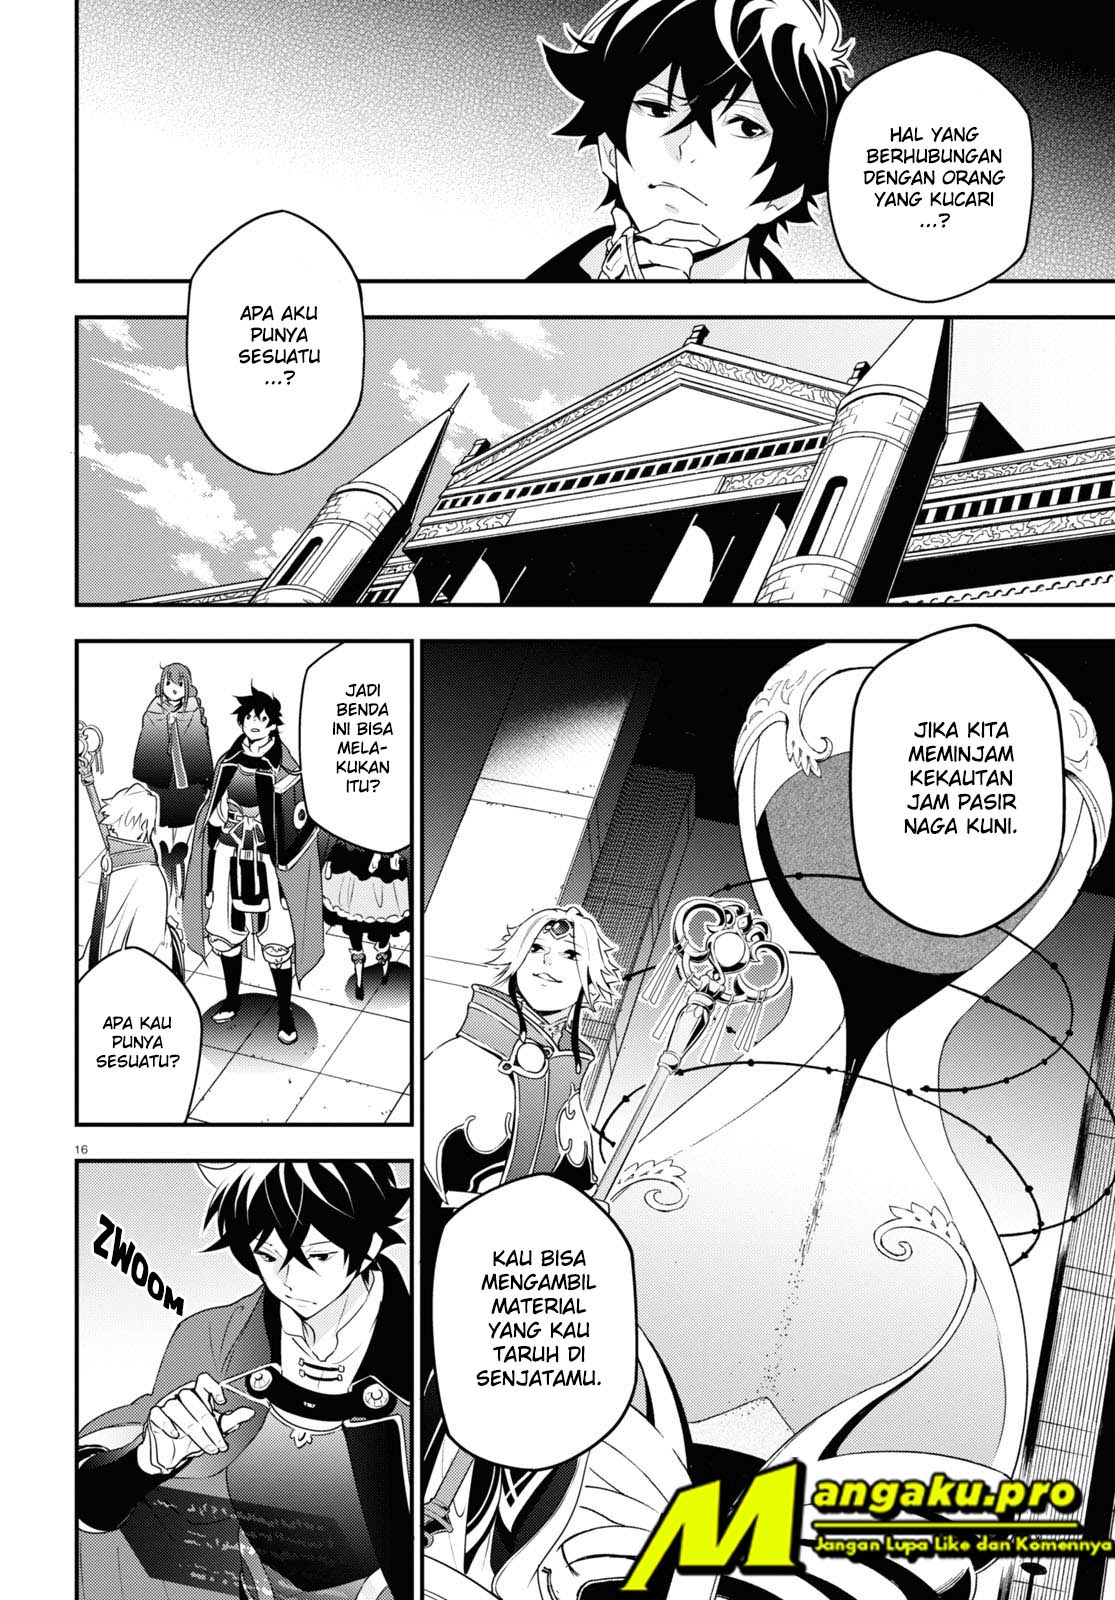 HAL YANG
BERHUBUNGAN
DENGAN ORANG
YANG KUCARI
...?
APA AKU
PUNYA
SESUATU
...?
JIKA KITA
MEMINJAM
KEKAUTAN
JAM PASIR
NAGA KUNI.
KAU BISA
MENGAMBIL
MATERIAL
YANG KAU
TARUH DI
SENJATAMU.
JADI
BENDA
INI BISA
MELA-
KUKAN
ITU?
APA KAU
PUNYA
SESUATU?
16
ZWOOM
Mangaku.pro
Jangan Lupa Like dan Komennya